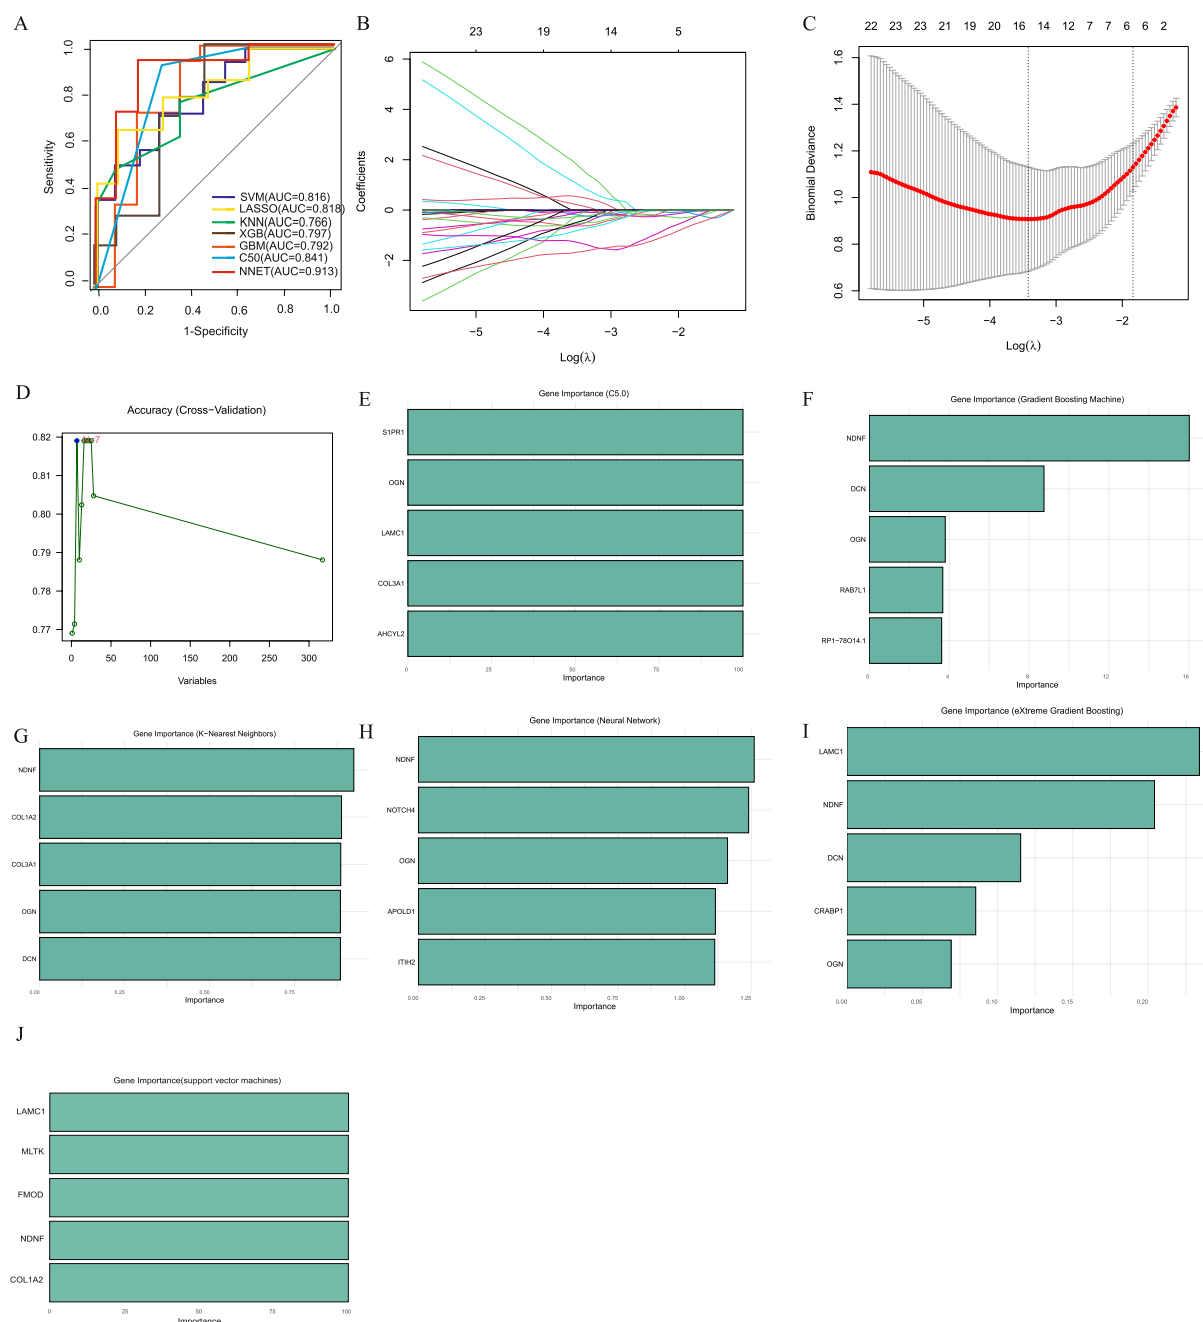 A
1.0
0.8
0.6
0.4
0.2
0.0
Sensitivity
SVM(AUC=0.816)
LASSO(AUC=0.818)
KNN(AUC=0.766)
XGB(AUC=0.797)
GBM(AUC=0.792)
C50(AUC=0.841)
NNET(AUC=0.913)
0.0 0.2 0.4 0.6 0.8 1.0
1-Specificity
B
23 19 14 5
6
4
2
0
−2
Coefficients
−5 −4 −3 −2
Log(λ)
C
22 23 23 21 19 20 16 14 12 7 7 6 6 2
1.6
1.4
1.2
1.0
0.8
0.6
Binomial Deviance
−5 −4 −3 −2
Log(λ)
D
Accuracy (Cross−Validation)
0.82
0.80
0.79
0.78
0.77
0 50 100 150 200 250 300
Variables
E
Gene Importance (C5.0)
S1PR1
OGN
LAMC1
COL3A1
AHCYL2
0 25 50 75 100
Importance
F
Gene Importance (Gradient Boosting Machine)
NDNF
DCN
OGN
RAB7L1
RP1−78O14.1
0 4 8 12 16
Importance
G
Gene Importance (K−Nearest Neighbors)
NDNF
COL1A2
COL3A1
OGN
DCN
0.00 0.25 0.50 0.75
Importance
H
Gene Importance (Neural Network)
NDNF
NOTCH4
OGN
APOLD1
ITIH2
0.00 0.25 0.50 0.75 1.00 1.25
Importance
I
Gene Importance (eXtreme Gradient Boosting)
LAMC1
NDNF
DCN
CRABP1
OGN
0.00 0.05 0.10 0.15 0.20
Importance
J
Gene Importance(support vector machines)
LAMC1
MLTK
FMOD
NDNF
COL1A2
0 25 50 75 100
Importance